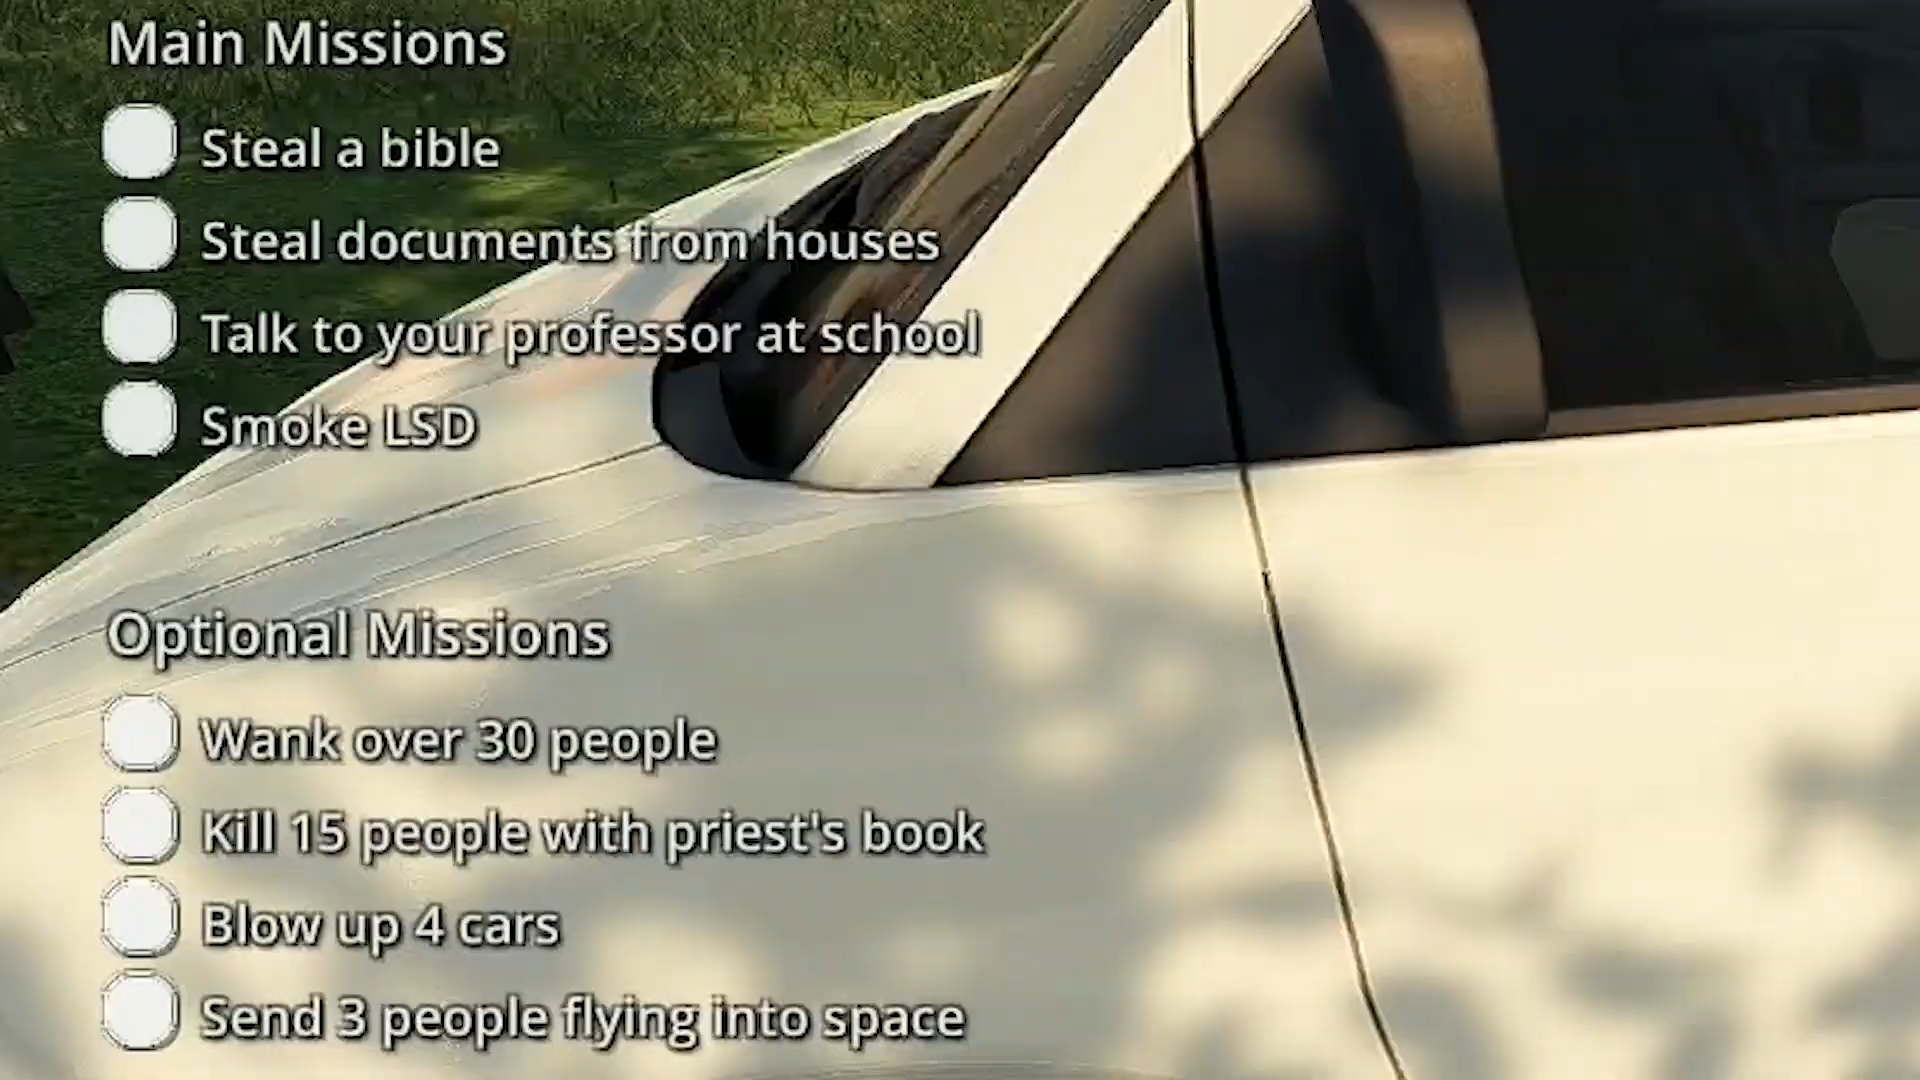 Main Missions
Steal a bible
Steal documents from houses
Talk to your professor at school
Smoke LSD
Optional Missions
Wank over 30 people
Kill 15 people with priest's book
Blow up 4 cars
Send 3 people flying into space